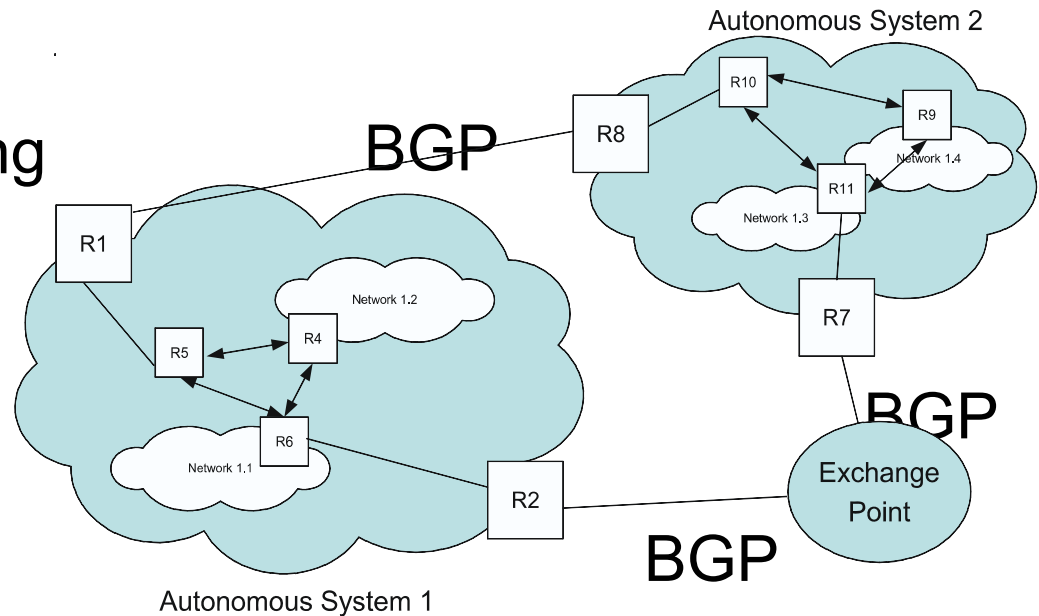 Autonomous System 2
R10
R9
BGP
R8
ng
Network 1.4
R11
Network 1.3
R1
Network 1.2
R7
R4
R5
BGP
R6
Network 1.1
Exchange
Point
R2
BGP
Autonomous System 1